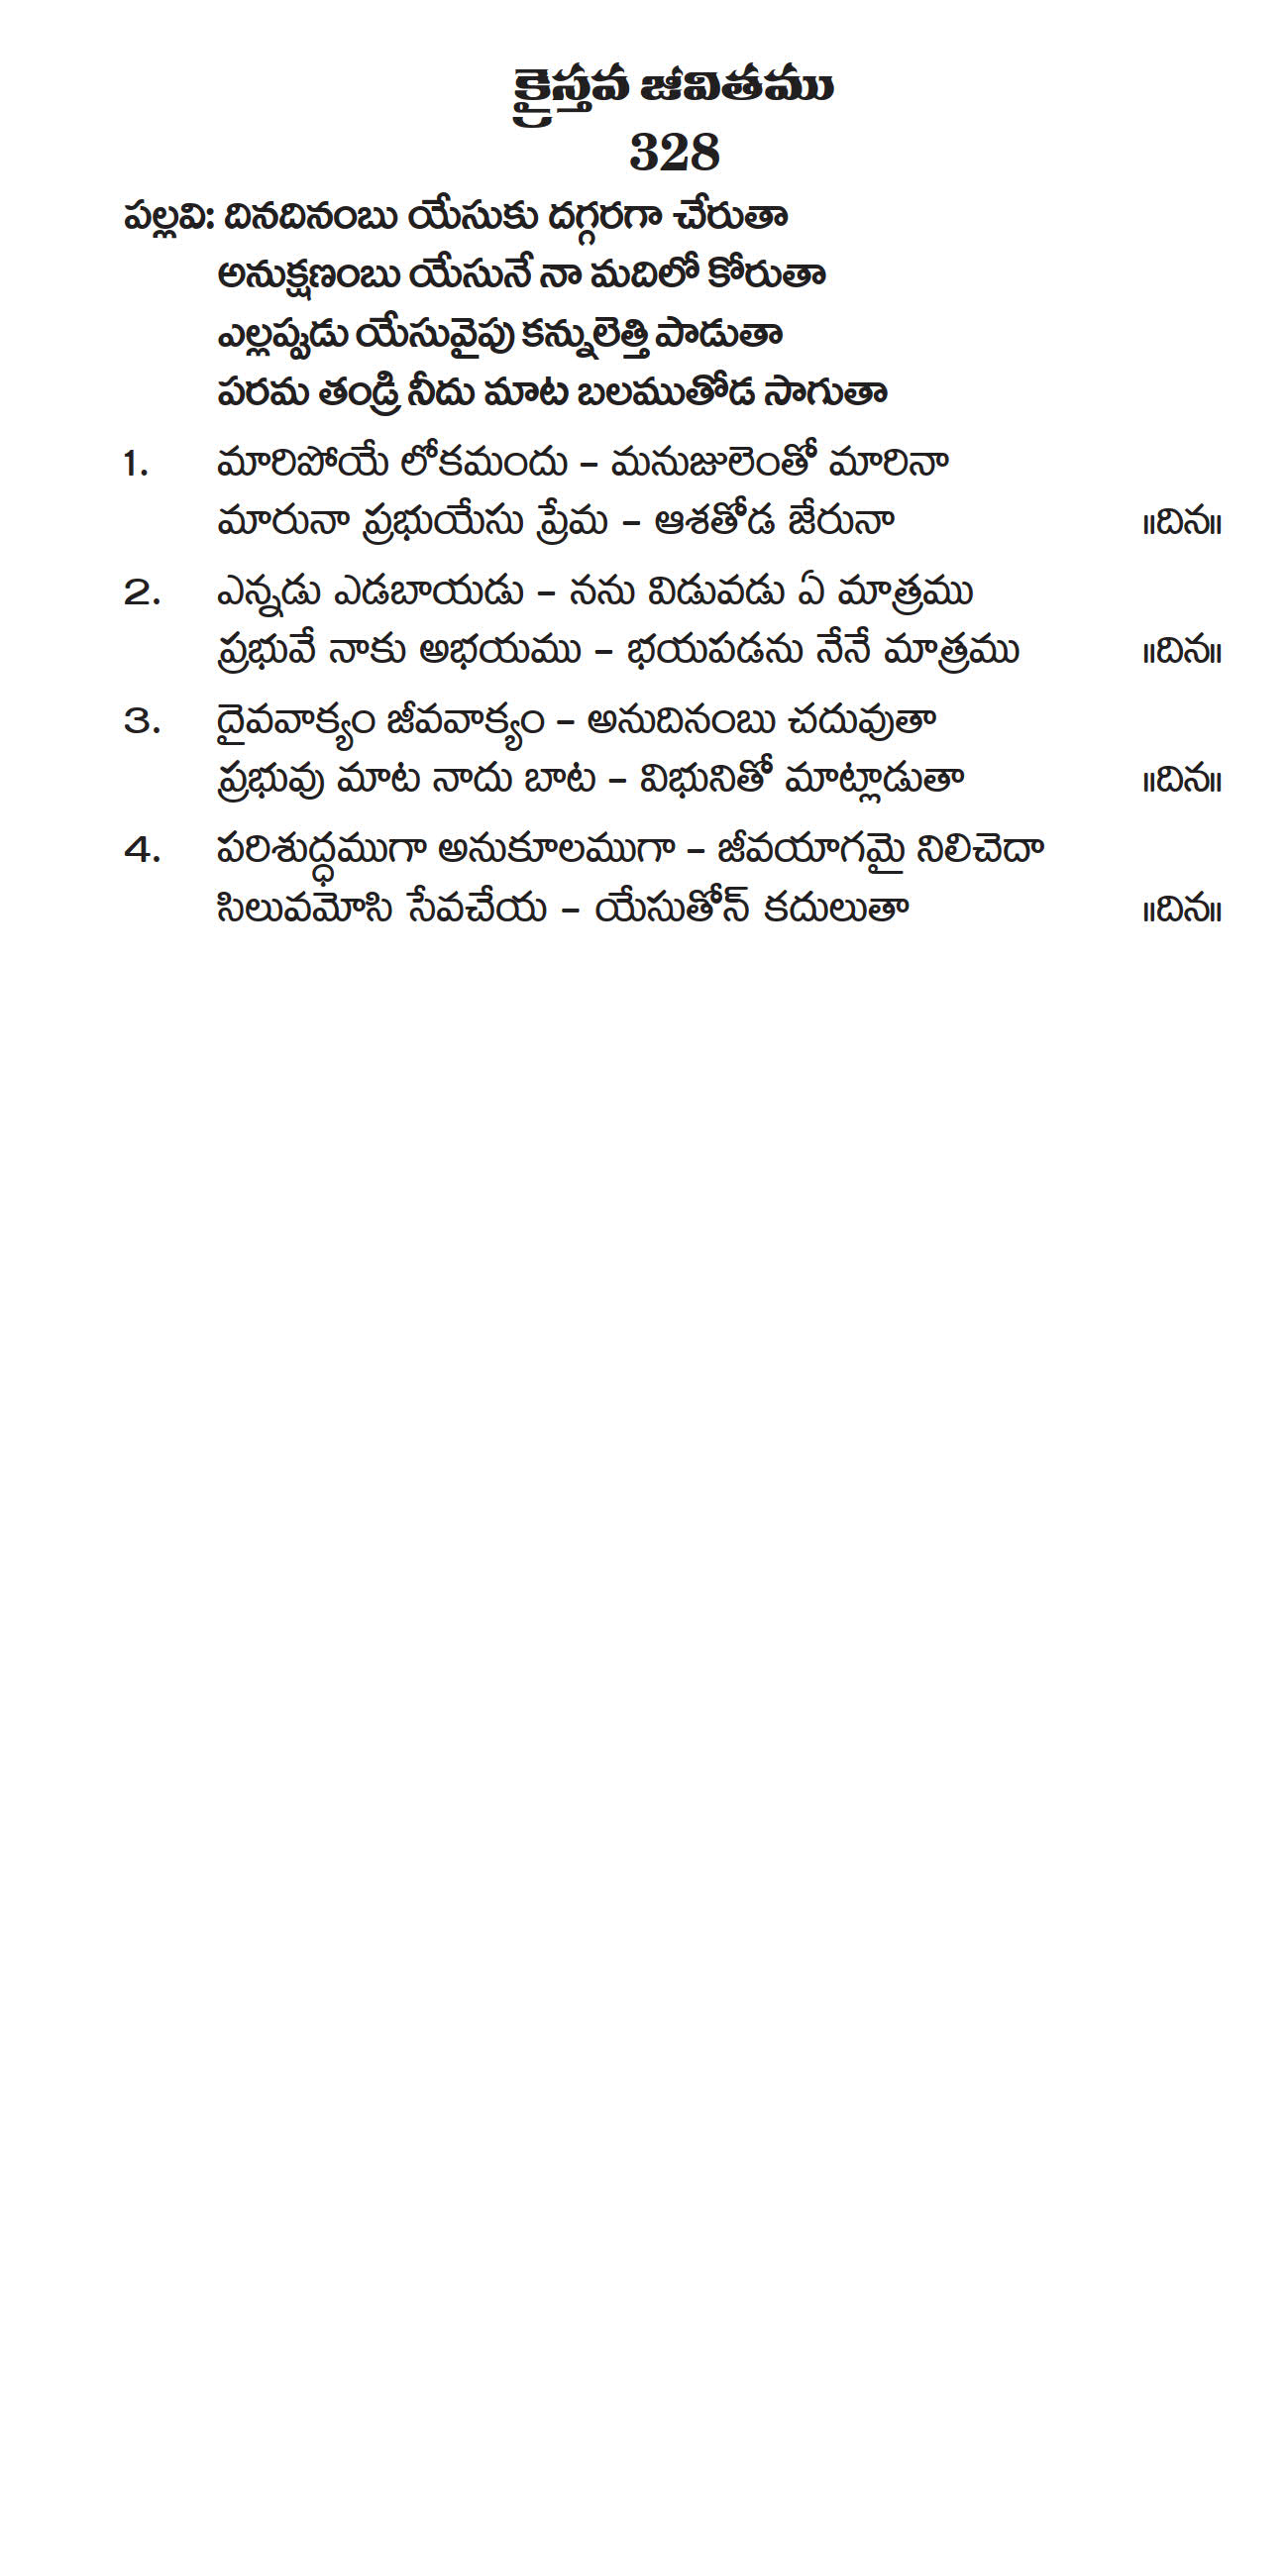 క్రైస్తవ జీవితము
328
పల్లవి: దినదినంబు యేసుకు దగ్గరగా చేరుతా
అనుక్షణంబు యేసునే నా మదిలో కోరుతా
ఎల్లప్పుడు యేసువైపు కన్నులెత్తి పాడుతా
పరమ తండ్రి నీదు మాట బలముతోడ సాగుతా
1. మారిపోయే లోకమందు – మనుజులెంతో మారినా
మారునా ప్రభుయేసు ప్రేమ – ఆశతోడ జేరునా ॥దిన॥
2. ఎన్నడు ఎడబాయడు – నను విడువడు ఏ మాత్రము
ప్రభువే నాకు అభయము – భయపడను నేనే మాత్రము ॥దిన॥
3. దైవవాక్యం జీవవాక్యం – అనుదినంబు చదువుతా
ప్రభువు మాట నాదు బాట – విభునితో మాట్లాడుతా ॥దిన॥
4. పరిశుద్ధముగా అనుకూలముగా – జీవయాగమై నిలిచెదా
సిలువమోసి సేవచేయ – యేసుతోన్ కదులుతా ॥దిన॥